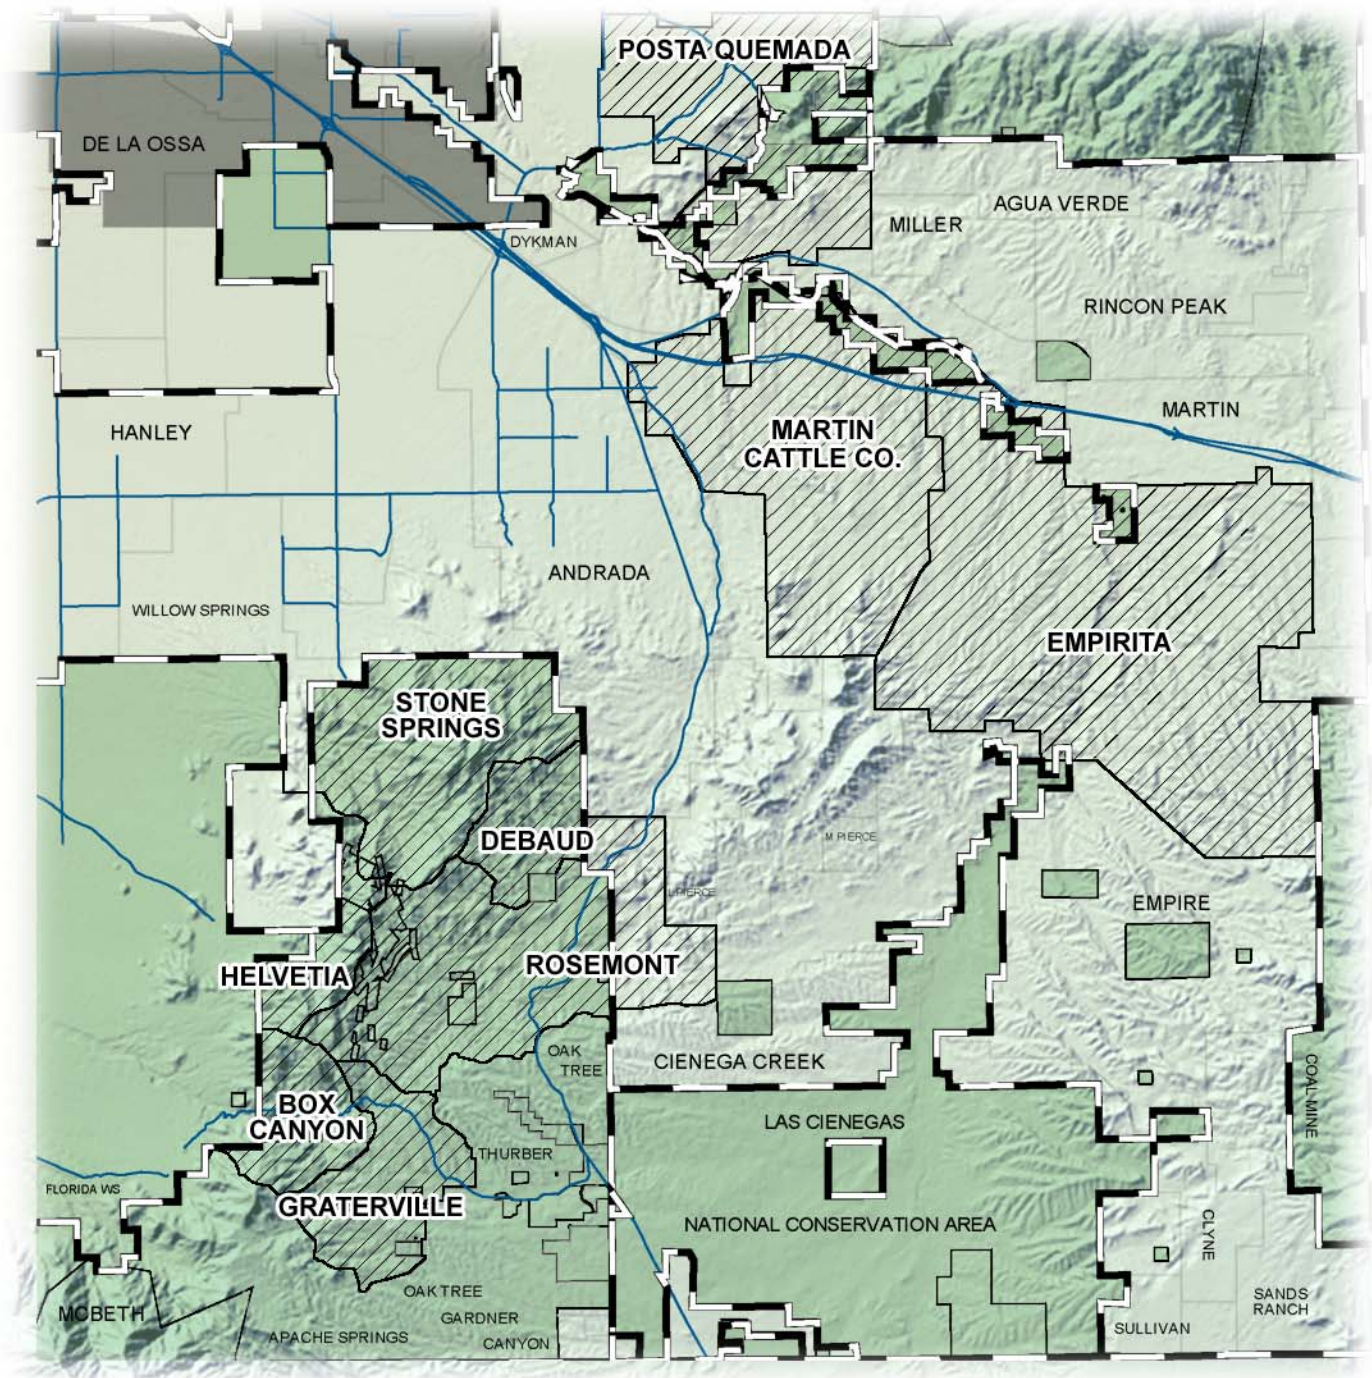 POSTA QUEMADA
DE LA OSSA
AGUA VERDE
MILLER
DYKMAN
RINCON PEAK
MARTIN
HANLEY
MARTIN
CATTLE CO.
ANDRADA
WILLOW SPRINGS
EMPIRITA
STONE
SPRINGS
DEBAUD
M PIERCE
L PIERCE
EMPIRE
HELVETIA
ROSEMONT
OAK
TREE
CIENEGA CREEK
COALMINE
BOX
CANYON
LAS CIENEGAS
THURBER
FLORIDA WS
GRATERVILLE
NATIONAL CONSERVATION AREA
CLYNE
OAK TREE
SANDS
RANCH
MCBETH
GARDNER
CANYON
APACHE SPRINGS
SULLIVAN